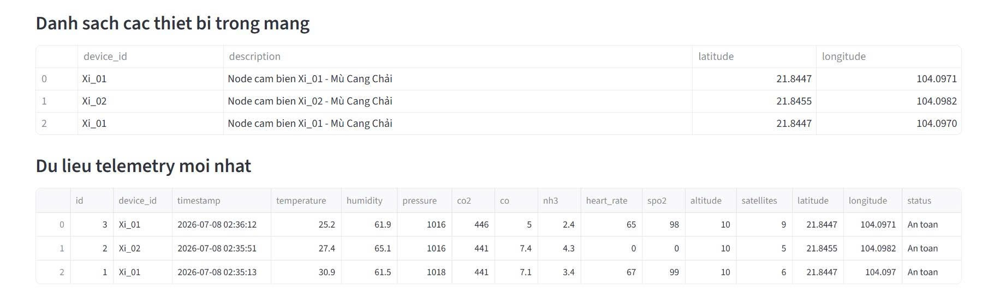 Danh sach cac thiet bi trong mang
device_id description latitude longitude
0 Xi_01 Node cam bien Xi_01 - Mù Cang Chải 21.8447 104.0971
1 Xi_02 Node cam bien Xi_02 - Mù Cang Chải 21.8455 104.0982
2 Xi_01 Node cam bien Xi_01 - Mù Cang Chải 21.8447 104.0970
Du lieu telemetry moi nhat
id device_id timestamp temperature humidity pressure co2 co nh3 heart_rate spo2 altitude satellites latitude longitude status
0 3 Xi_01 2026-07-08 02:36:12 25.2 61.9 1016 446 5 2.4 65 98 10 9 21.8447 104.0971 An toan
1 2 Xi_02 2026-07-08 02:35:51 27.4 65.1 1016 441 7.4 4.3 0 0 10 5 21.8455 104.0982 An toan
2 1 Xi_01 2026-07-08 02:35:13 30.9 61.5 1018 441 7.1 3.4 67 99 10 6 21.8447 104.097 An toan